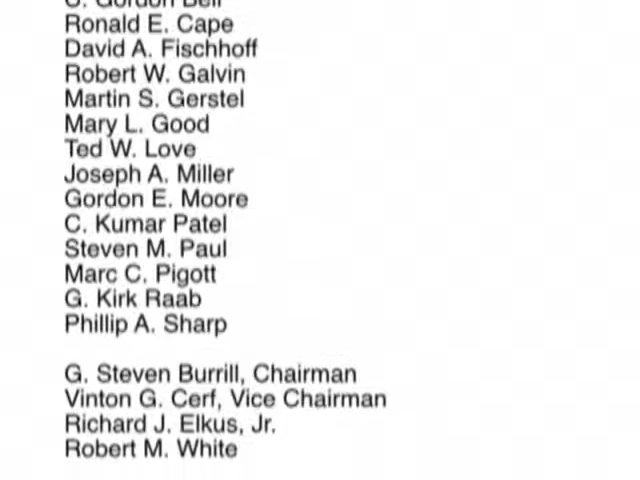 Ronald E. Cape
David A. Fischhoff
Robert W. Galvin
Martin S. Gerstel
Mary L. Good
Ted W. Love
Joseph A. Miller
Gordon E. Moore
C. Kumar Patel
Steven M. Paul
Marc C. Pigott
G. Kirk Raab
Phillip A. Sharp
G. Steven Burrill, Chairman
Vinton G. Cerf, Vice Chairman
Richard J. Elkus, Jr.
Robert M. White